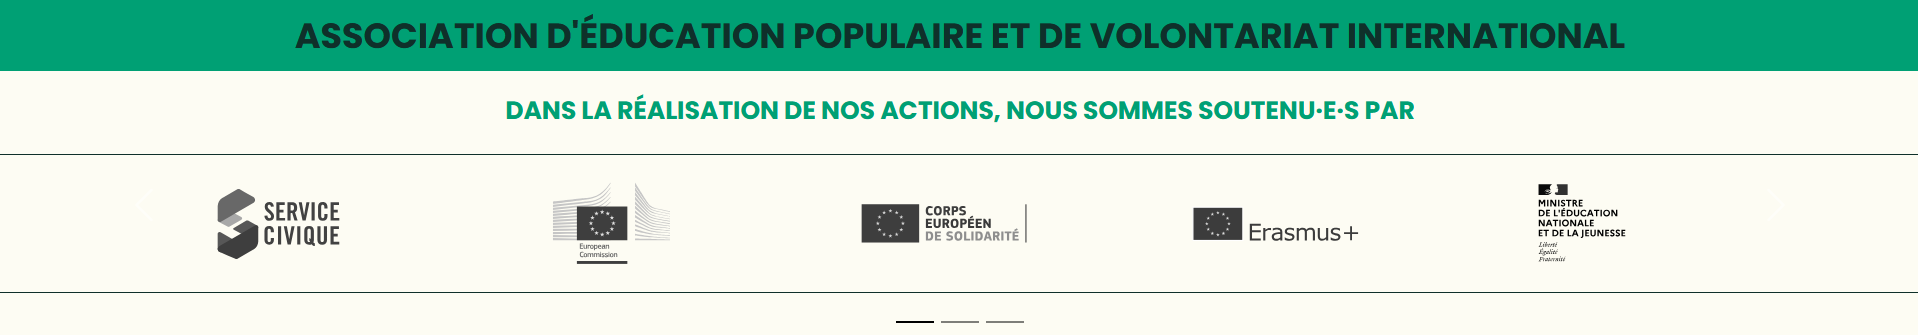 ASSOCIATION D'ÉDUCATION POPULAIRE ET DE VOLONTARIAT INTERNATIONAL
DANS LA RÉALISATION DE NOS ACTIONS, NOUS SOMMES SOUTENU·E·S PAR
SERVICE
CIVIQUE
European
Commission
CORPS
EUROPÉEN
DE SOLIDARITÉ
Erasmus+
MINISTRE
DE L'ÉDUCATION
NATIONALE
ET DE LA JEUNESSE
Liberté
Égalité
Fraternité